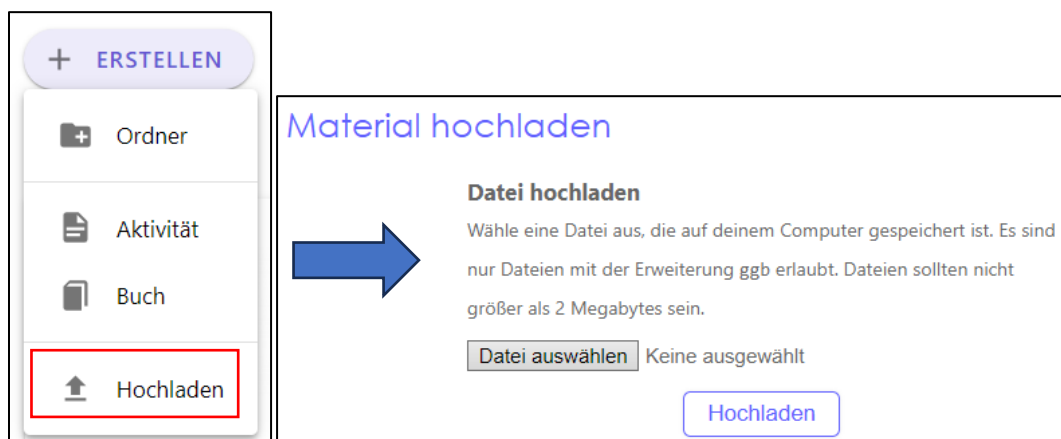 + ERSTELLEN
Ordner
Aktivität
Buch
Hochladen
Material hochladen
Datei hochladen
Wähle eine Datei aus, die auf deinem Computer gespeichert ist. Es sind
nur Dateien mit der Erweiterung ggb erlaubt. Dateien sollten nicht
größer als 2 Megabytes sein.
Datei auswählen Keine ausgewählt
Hochladen